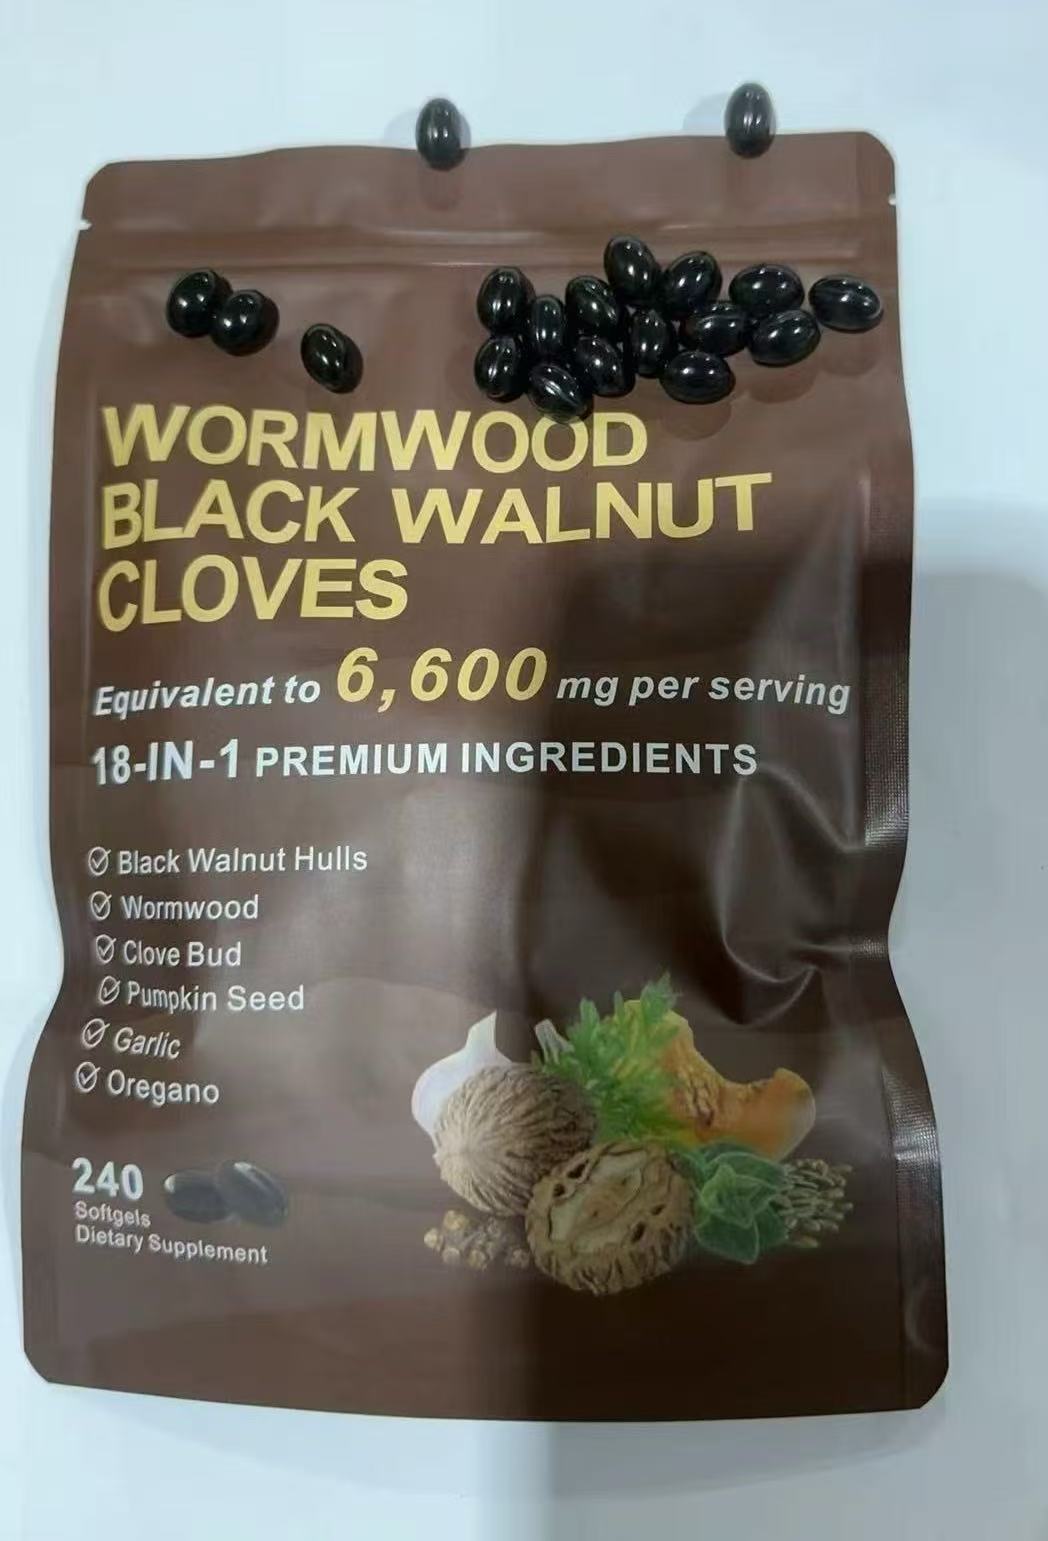 WORMWOOD
BLACK WALNUT
CLOVES
Equivalent to 6,600 mg per serving
18-IN-1 PREMIUM INGREDIENTS
Black Walnut Hulls
Wormwood
Clove Bud
Pumpkin Seed
Garlic
Oregano
240
Softgels
Dietary Supplement